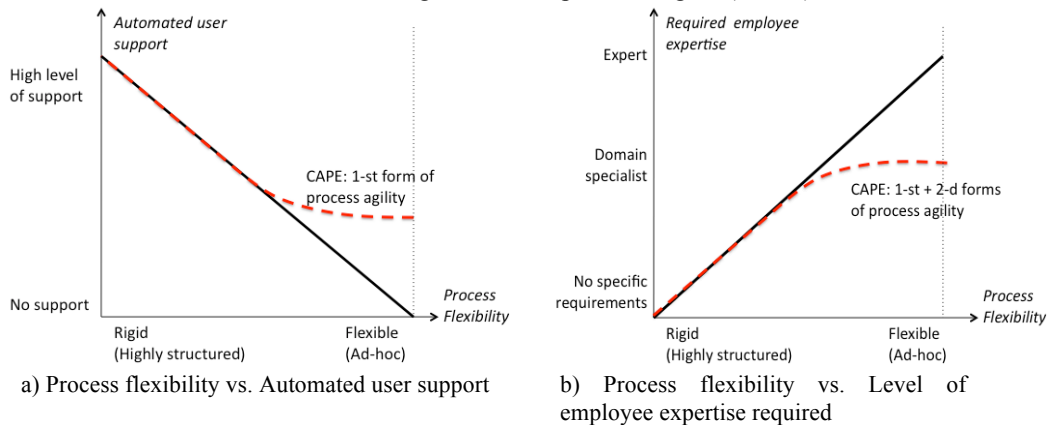 Automated user
support
High level
of support
CAPE: 1-st form of
process agility
No support
Process
Flexibility
Rigid
(Highly structured)
Flexible
(Ad-hoc)
a) Process flexibility vs. Automated user support
Required employee
expertise
Expert
Domain
specialist
CAPE: 1-st + 2-d forms
of process agility
No specific
requirements
Process
Flexibility
Rigid
(Highly structured)
Flexible
(Ad-hoc)
b) Process flexibility vs. Level of
employee expertise required